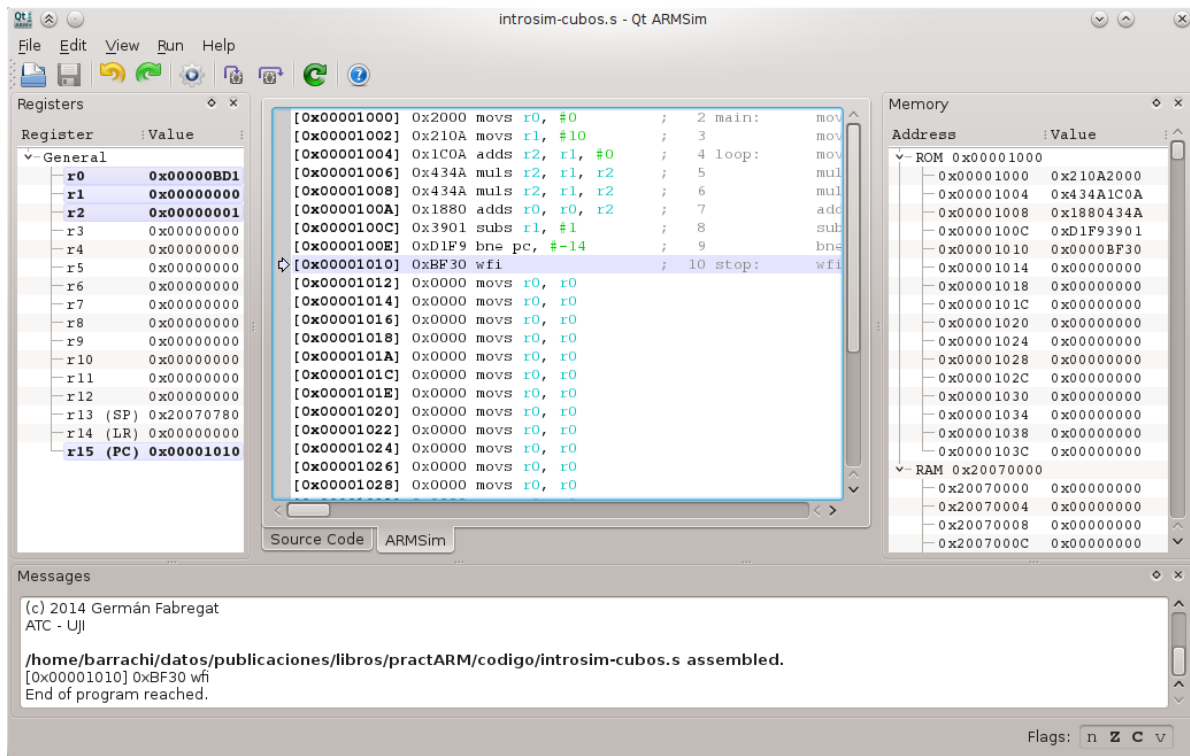 Qt
ARMSim
introsim-cubos.s - Qt ARMSim
File Edit View Run Help
Registers
Register Value
General
r0 0x00000BD1
r1 0x00000000
r2 0x00000001
r3 0x00000000
r4 0x00000000
r5 0x00000000
r6 0x00000000
r7 0x00000000
r8 0x00000000
r9 0x00000000
r10 0x00000000
r11 0x00000000
r12 0x00000000
r13 (SP) 0x20070780
r14 (LR) 0x00000000
r15 (PC) 0x00001010
[0x00001000] 0x2000 movs r0, #0 ; 2 main: mov
[0x00001002] 0x210A movs r1, #10 ; 3 mov
[0x00001004] 0x1C0A adds r2, r1, #0 ; 4 loop: mov
[0x00001006] 0x434A muls r2, r1, r2 ; 5 mul
[0x00001008] 0x434A muls r2, r1, r2 ; 6 mul
[0x0000100A] 0x1880 adds r0, r0, r2 ; 7 add
[0x0000100C] 0x3901 subs r1, #1 ; 8 sub
[0x0000100E] 0xD1F9 bne pc, #-14 ; 9 bne
[0x00001010] 0xBF30 wfi ; 10 stop: wfi
[0x00001012] 0x0000 movs r0, r0
[0x00001014] 0x0000 movs r0, r0
[0x00001016] 0x0000 movs r0, r0
[0x00001018] 0x0000 movs r0, r0
[0x0000101A] 0x0000 movs r0, r0
[0x0000101C] 0x0000 movs r0, r0
[0x0000101E] 0x0000 movs r0, r0
[0x00001020] 0x0000 movs r0, r0
[0x00001022] 0x0000 movs r0, r0
[0x00001024] 0x0000 movs r0, r0
[0x00001026] 0x0000 movs r0, r0
[0x00001028] 0x0000 movs r0, r0
Source Code ARMSim
Memory
Address Value
ROM 0x00001000
0x00001000 0x210A2000
0x00001004 0x434A1C0A
0x00001008 0x1880434A
0x0000100C 0xD1F93901
0x00001010 0x0000BF30
0x00001014 0x00000000
0x00001018 0x00000000
0x0000101C 0x00000000
0x00001020 0x00000000
0x00001024 0x00000000
0x00001028 0x00000000
0x0000102C 0x00000000
0x00001030 0x00000000
0x00001034 0x00000000
0x00001038 0x00000000
0x0000103C 0x00000000
RAM 0x20070000
0x20070000 0x00000000
0x20070004 0x00000000
0x20070008 0x00000000
0x2007000C 0x00000000
Messages
(c) 2014 Germán Fabregat
ATC - UJI
/home/barrachi/datos/publicaciones/libros/practARM/codigo/introsim-cubos.s assembled.
[0x00001010] 0xBF30 wfi
End of program reached.
Flags: n Z C v